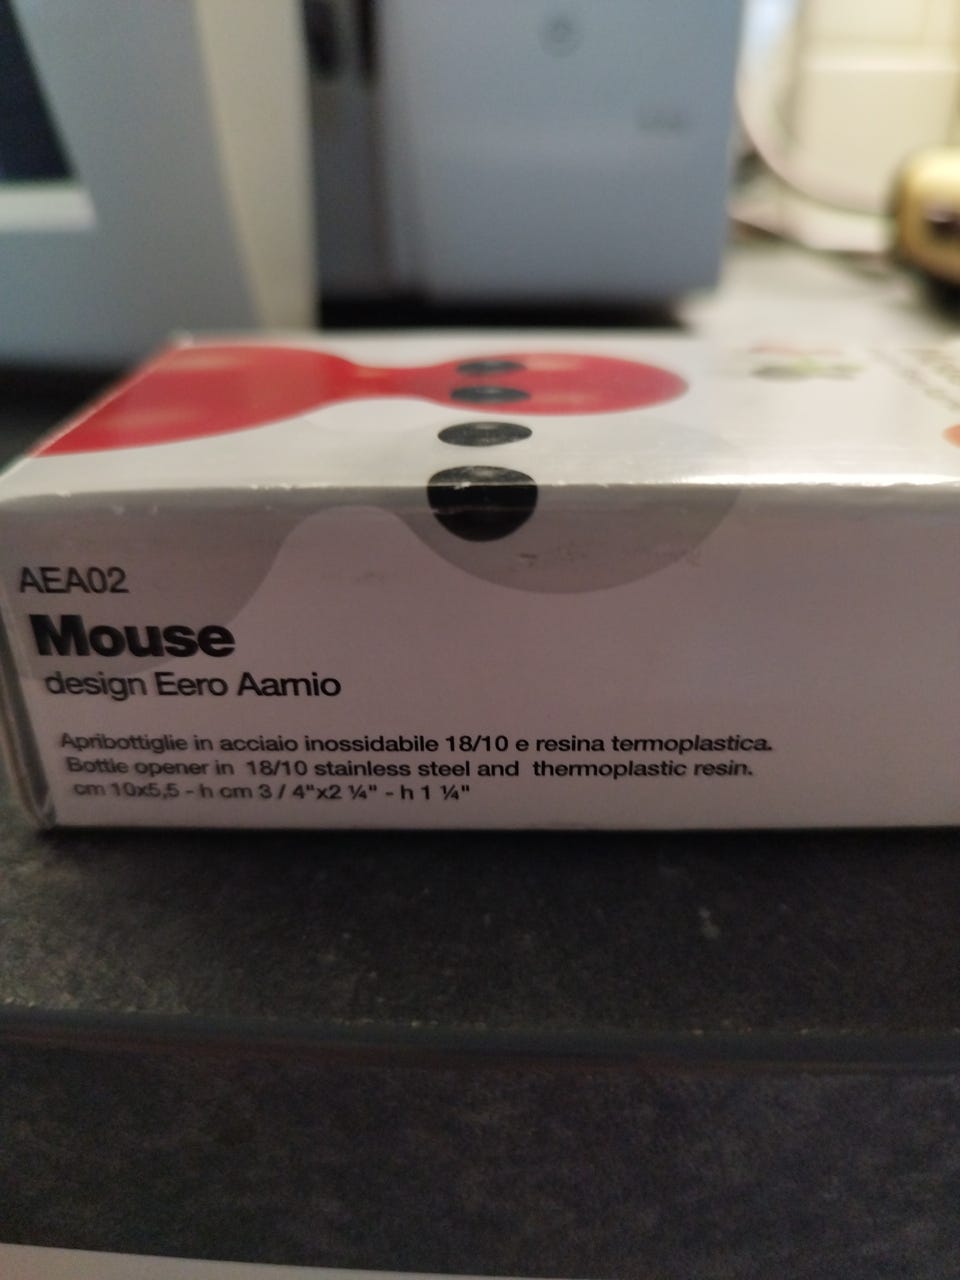 AEA02
Mouse
design Eero Aarnio
Apribottiglie in acciaio inossidabile 18/10 e resina termoplastica.
Bottle opener in 18/10 stainless steel and thermoplastic resin.
cm 10x5,5 - h cm 3 / 4"x2 ¼" - h 1 ¼"